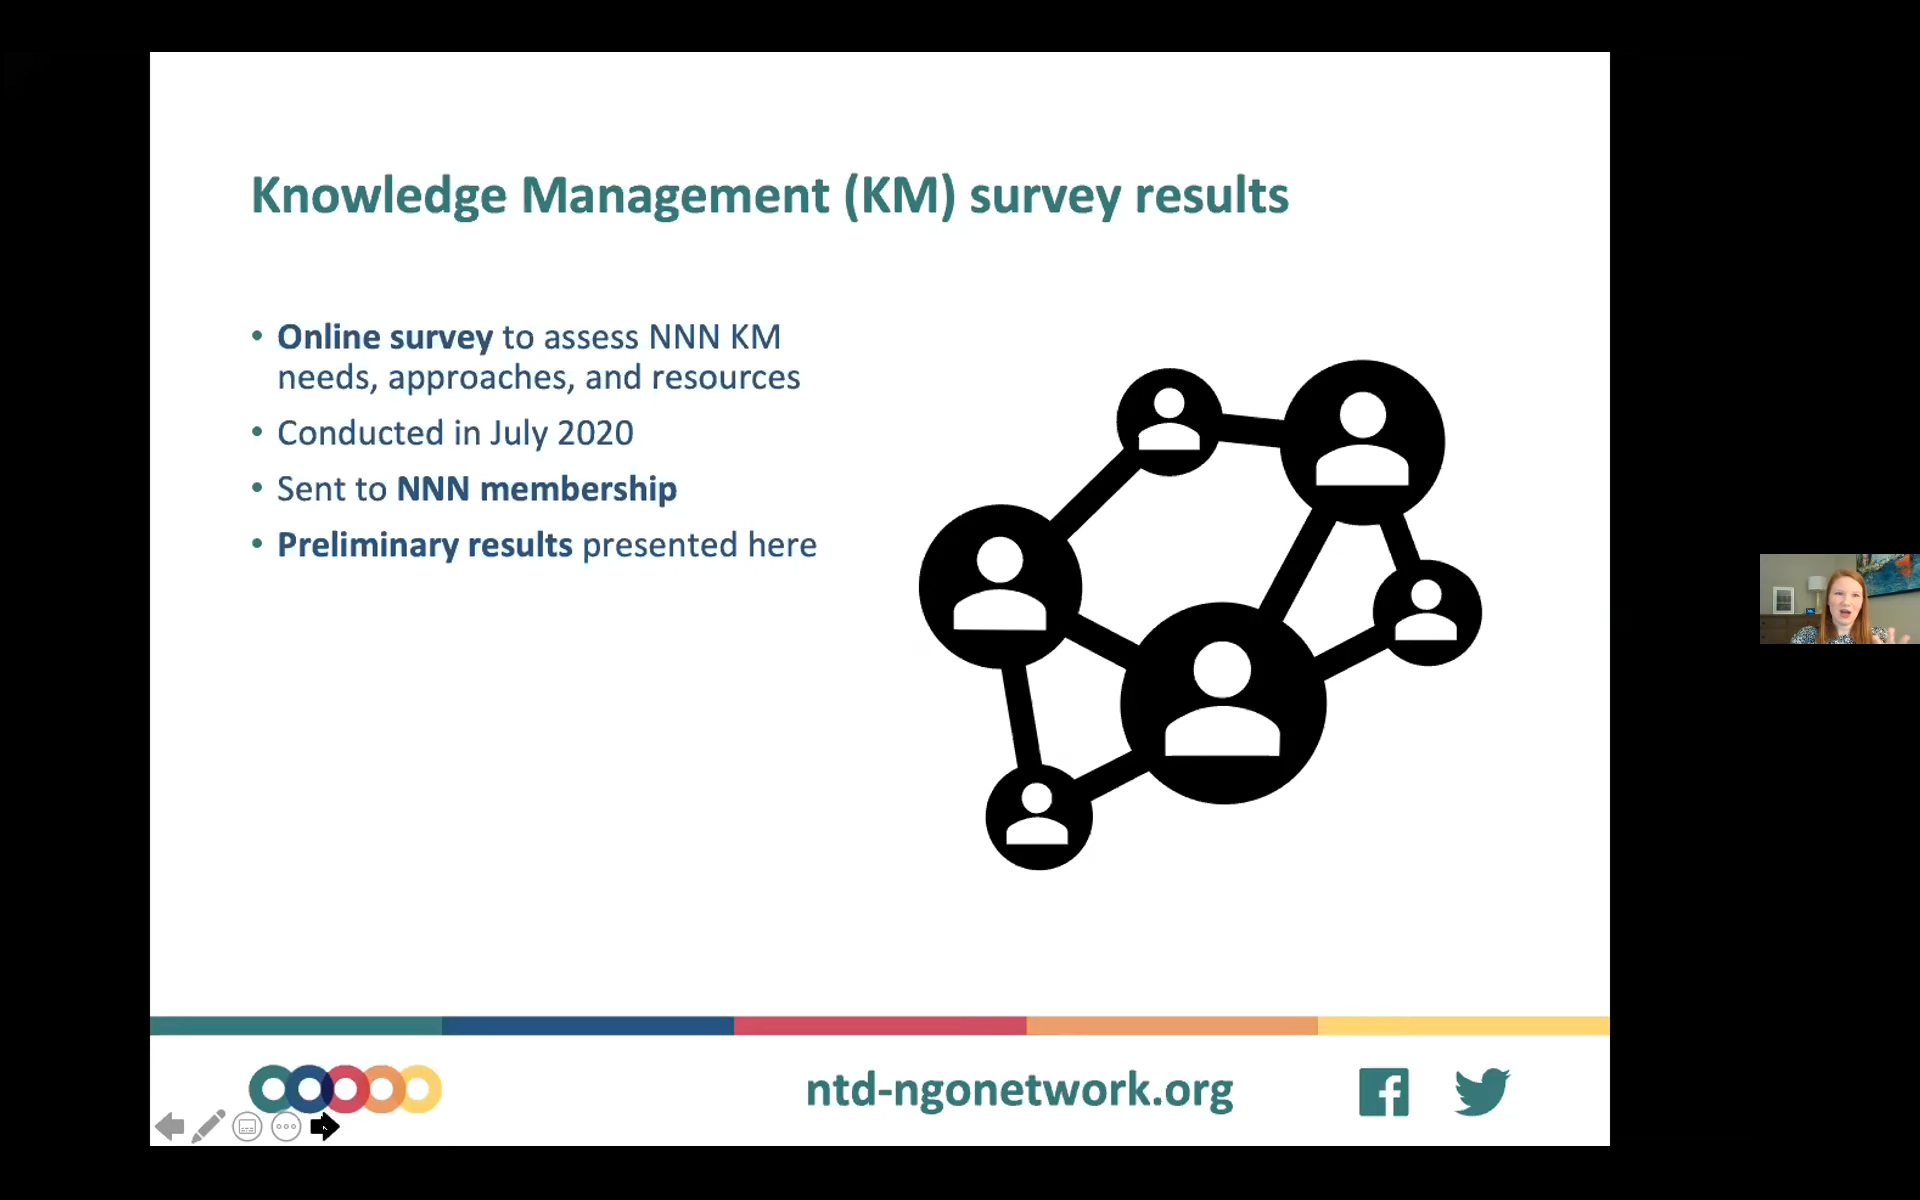 Knowledge Management (KM) survey results
• Online survey to assess NNN KM
needs, approaches, and resources
• Conducted in July 2020
• Sent to NNN membership
• Preliminary results presented here
ntd-ngonetwork.org